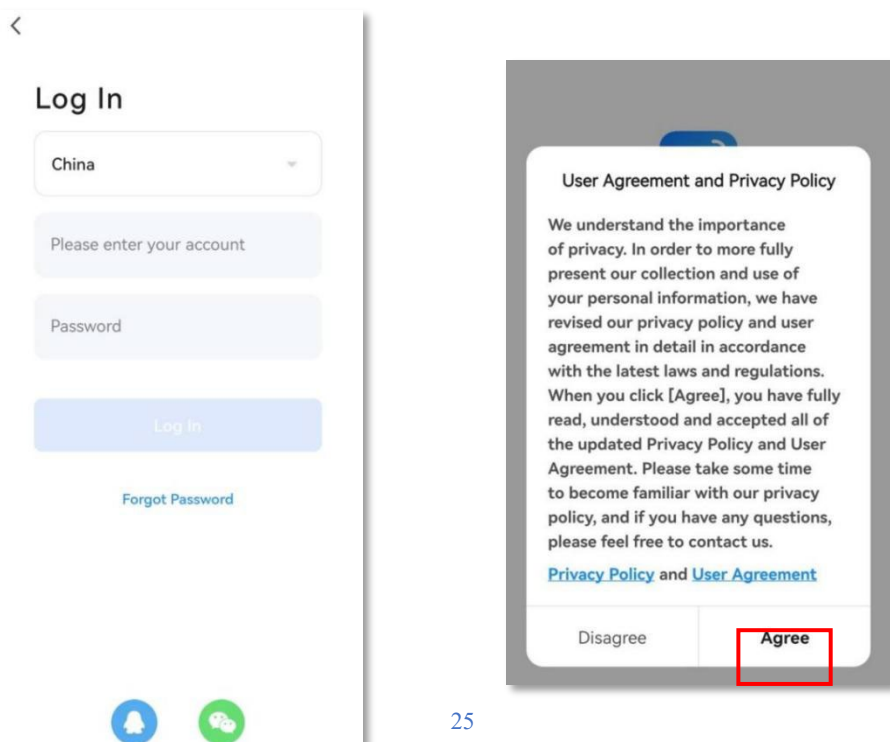 Log In
China
Please enter your account
Password
Log In
Forgot Password
User Agreement and Privacy Policy
We understand the importance
of privacy. In order to more fully
present our collection and use of
your personal information, we have
revised our privacy policy and user
agreement in detail in accordance
with the latest laws and regulations.
When you click [Agree], you have fully
read, understood and accepted all of
the updated Privacy Policy and User
Agreement. Please take some time
to become familiar with our privacy
policy, and if you have any questions,
please feel free to contact us.
Privacy Policy and User Agreement
Disagree
Agree
25